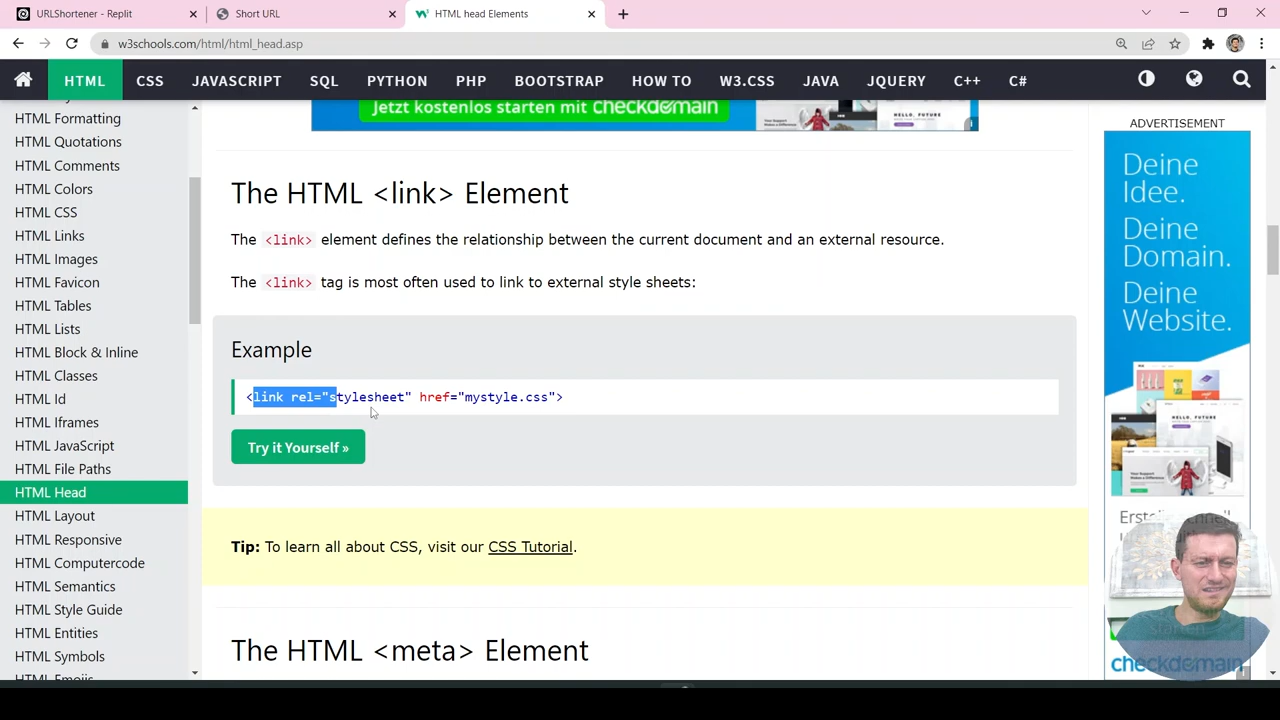 URLShortener - Replit
Short URL
HTML head Elements
w3schools.com/html/html_head.asp
HTML CSS JAVASCRIPT SQL PYTHON PHP BOOTSTRAP HOW TO W3.CSS JAVA JQUERY C++ C#
HTML Formatting
HTML Quotations
HTML Comments
HTML Colors
HTML CSS
HTML Links
HTML Images
HTML Favicon
HTML Tables
HTML Lists
HTML Block & Inline
HTML Classes
HTML Id
HTML Iframes
HTML JavaScript
HTML File Paths
HTML Head
HTML Layout
HTML Responsive
HTML Computercode
HTML Semantics
HTML Style Guide
HTML Entities
HTML Symbols
HTML Emojis
Jetzt kostenlos starten mit checkdomain
HELLO, FUTURE
The HTML <link> Element
The <link> element defines the relationship between the current document and an external resource.
The <link> tag is most often used to link to external style sheets:
Example
<link rel="stylesheet" href="mystyle.css">
Try it Yourself »
Tip: To learn all about CSS, visit our CSS Tutorial.
The HTML <meta> Element
ADVERTISEMENT
Deine
Idee.
Deine
Domain.
Deine
Website.
HELLO, FUTURE
starten
checkdomain